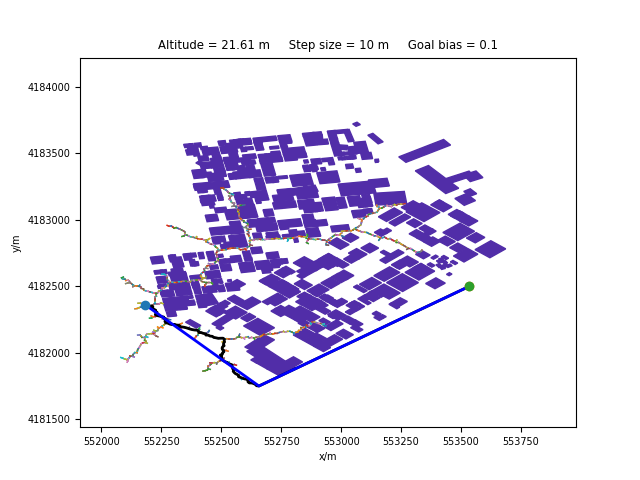 Altitude = 21.61 m Step size = 10 m Goal bias = 0.1
4184000
4183500
4183000
4182500
4182000
4181500
y/m
552000 552250 552500 552750 553000 553250 553500 553750
x/m